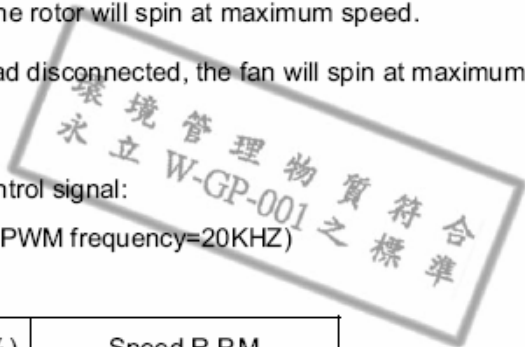 he rotor will spin at maximum speed.
ad disconnected, the fan will spin at maximum
環境管理物質符合
永立 W-GP-001 之標準
ntrol signal:
PWM frequency=20KHZ)
Speed R.P.M